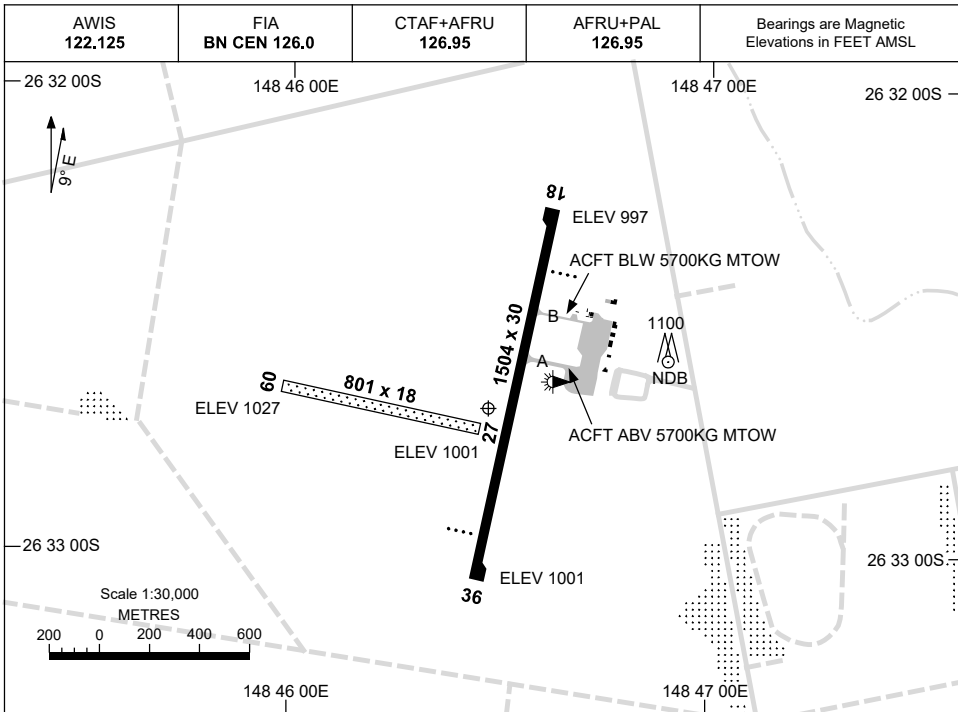 AWIS
122.125
FIA
BN CEN 126.0
CTAF+AFRU
126.95
AFRU+PAL
126.95
Bearings are Magnetic
Elevations in FEET AMSL
26 32 00S
148 46 00E
148 47 00E
26 32 00S
9° E
18
ELEV 997
ACFT BLW 5700KG MTOW
B
1504 x 30
1100
NDB
A
09
801 x 18
ELEV 1027
27
ACFT ABV 5700KG MTOW
ELEV 1001
26 33 00S
26 33 00S
ELEV 1001
36
Scale 1:30,000
METRES
200 0 200 400 600
148 46 00E
148 47 00E